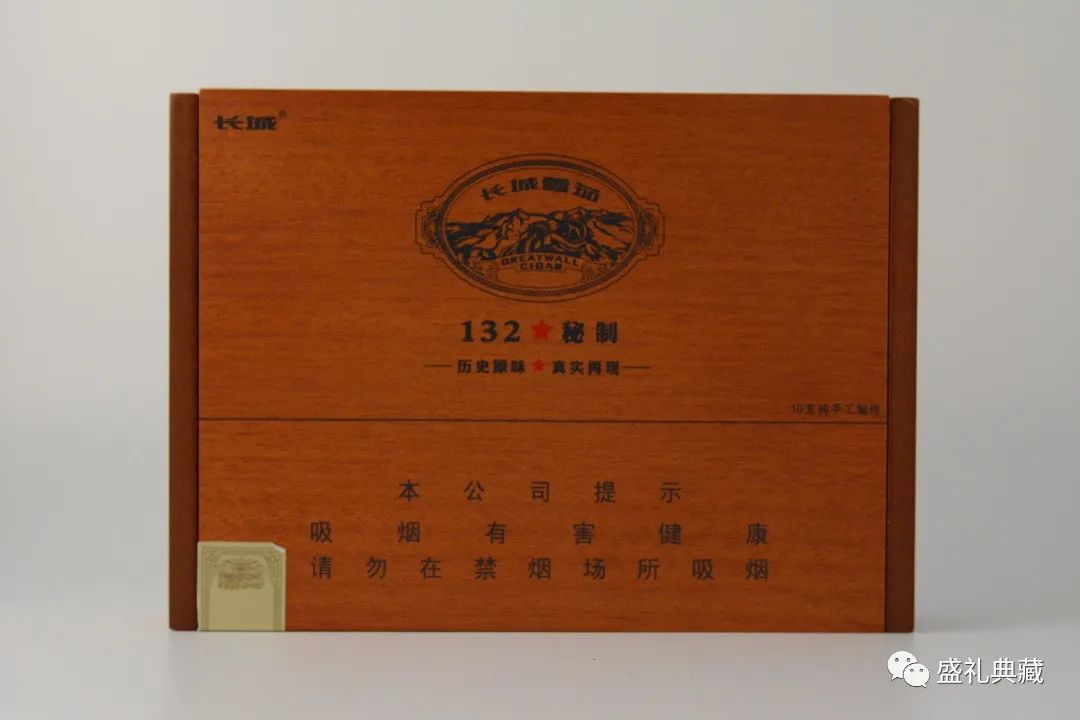 长城®
长城雪茄
GREATWALL
CIGAR
132★秘制
历史原味★真实再现
10支纯手工制作
本公司提示
吸烟有害健康
请勿在禁烟场所吸烟
盛礼典藏